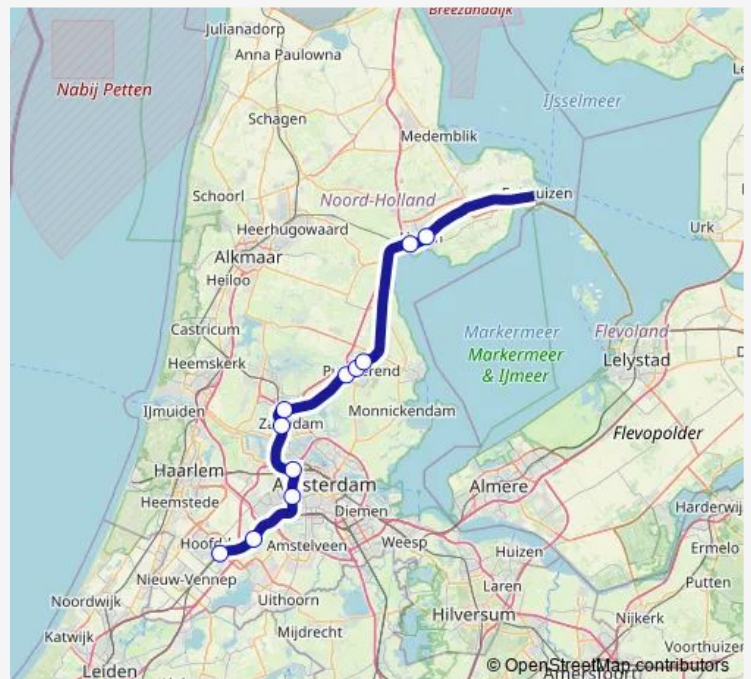 Breezanddijk
Julianadorp
Anna Paulowna
Nabij Petten
IJsselmeer
Schagen
Medemblik
Schoorl
Noord-Holland
Heerhugowaard
Urk
Alkmaar
Heiloo
Castricum
Markermeer
Flevoland
Markermeer
& IJmeer
Lelystad
Heemskerk
IJmuiden
Monnickendam
Flevopolder
Haarlem
Amsterdam
Almere
Heemstede
Diemen
Harderwij
Amstelveen
Weesp
Huizen
Ermelo
Nieuw-Vennep
Laren
Putten
Noordwijk
Uithoorn
Hilversum
Nijkerk
Katwijk
Mijdrecht
Voorthuizen
Leiden
© OpenStreetMap contributors